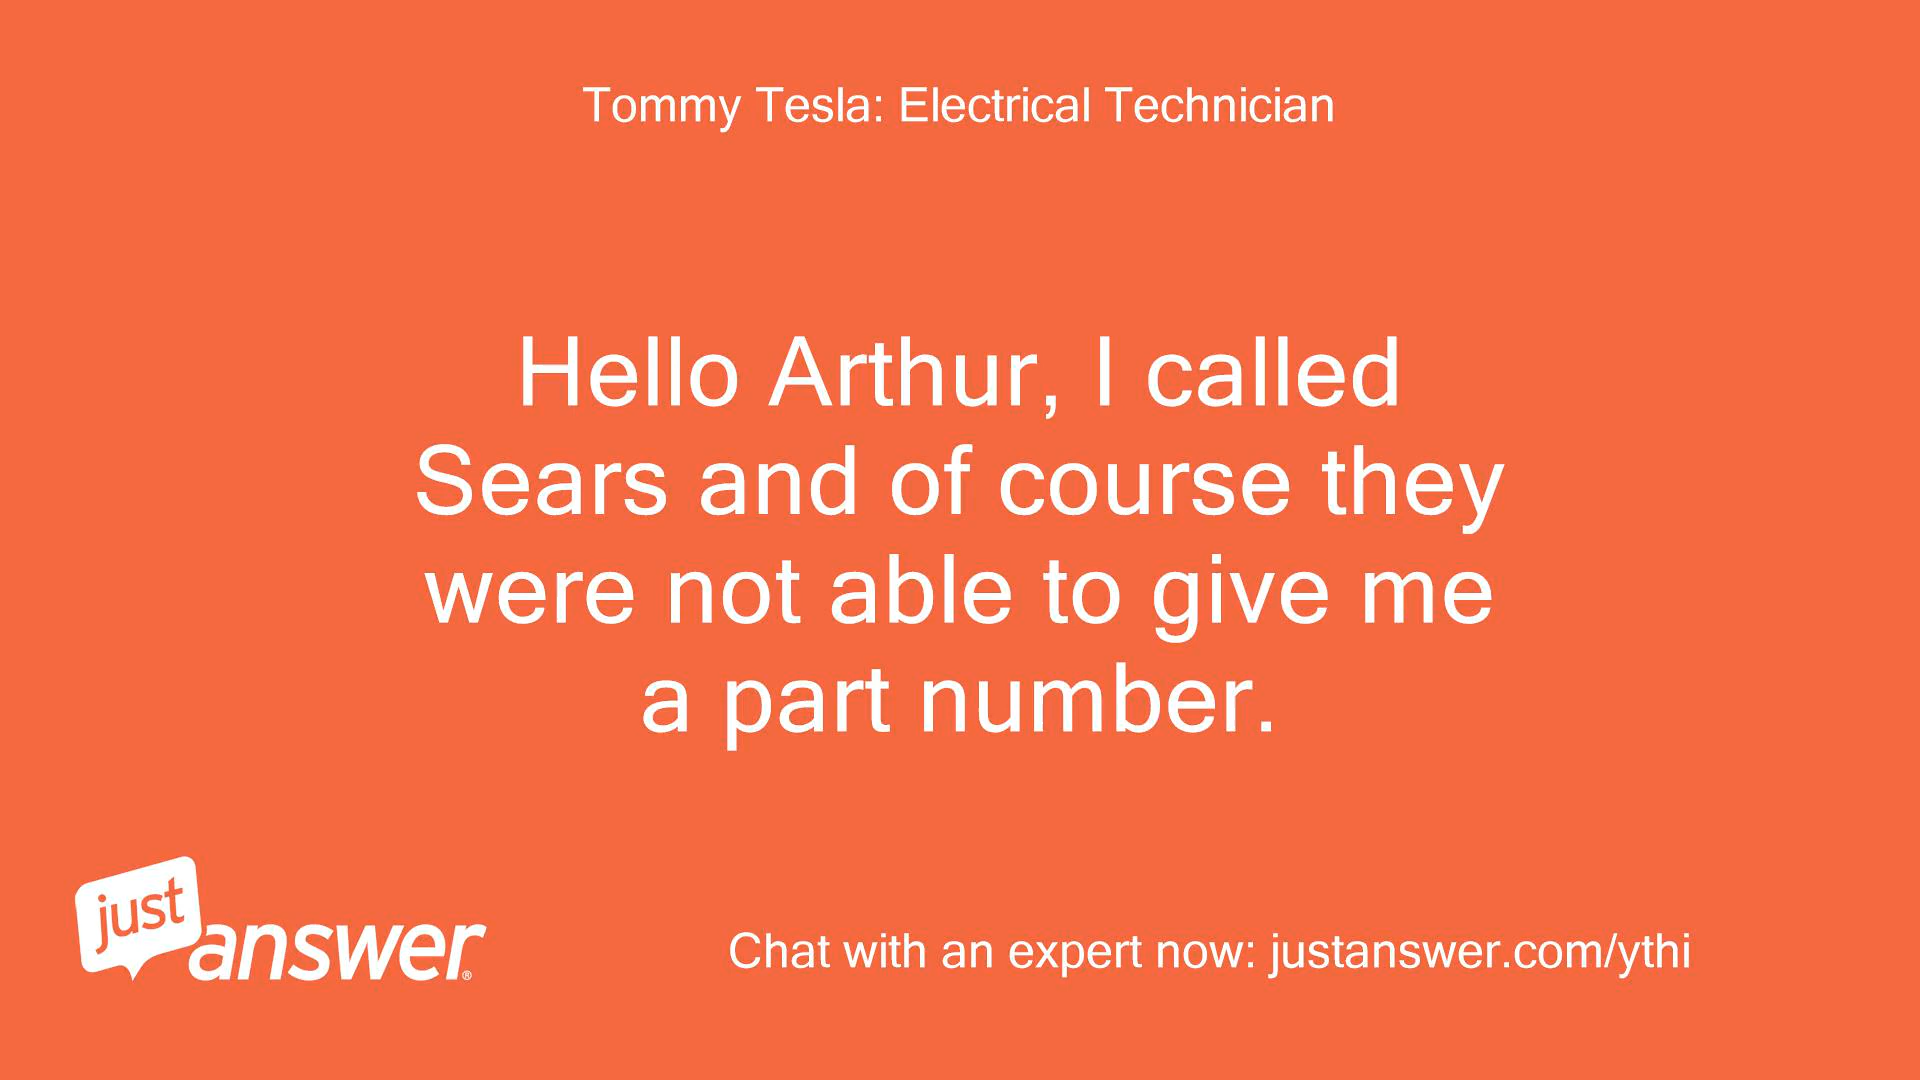 Tommy Tesla: Electrical Technician
Hello Arthur, I called
Sears and of course they
were not able to give me
a part number.
just
answer®
Chat with an expert now: justanswer.com/ythi